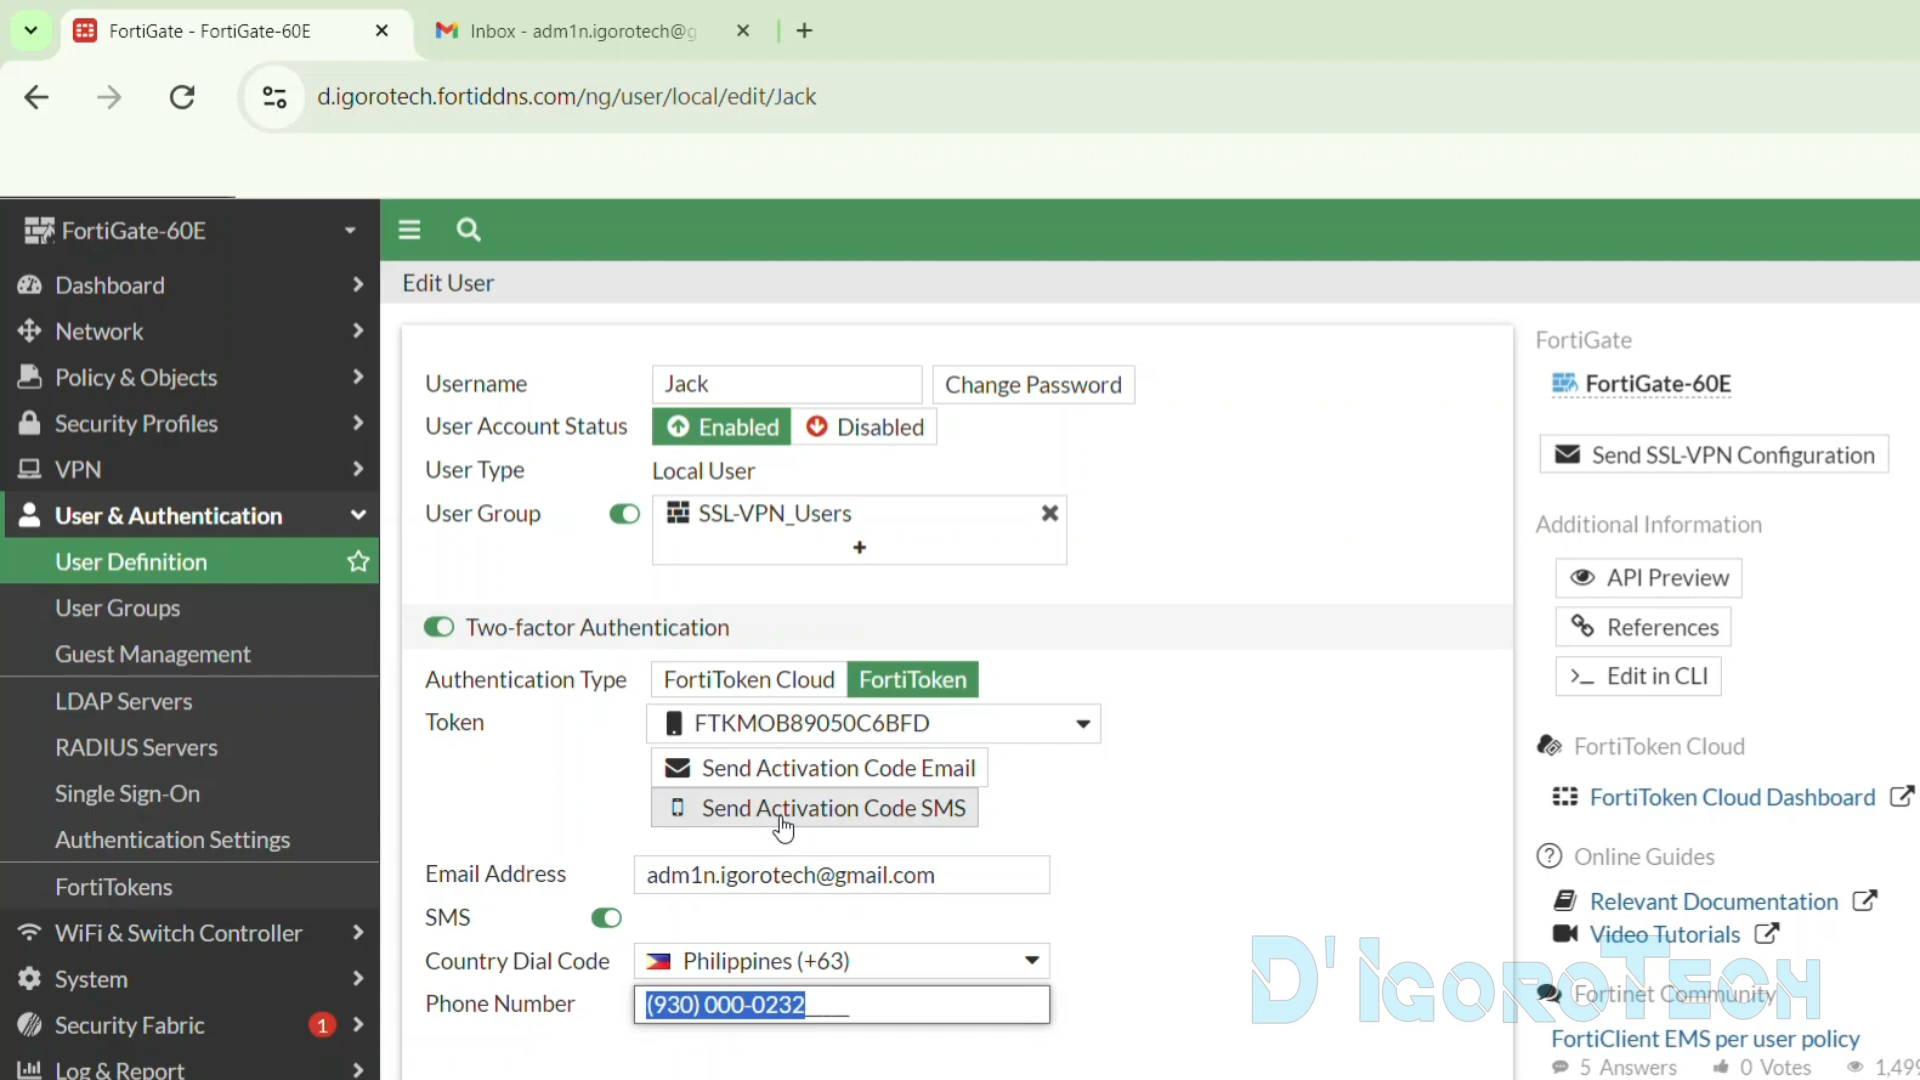 FortiGate - FortiGate-60E
Inbox - adm1n.igorotech@g
d.igorotech.fortiddns.com/ng/user/local/edit/Jack
FortiGate-60E
Dashboard
Network
Policy & Objects
Security Profiles
VPN
User & Authentication
User Definition
User Groups
Guest Management
LDAP Servers
RADIUS Servers
Single Sign-On
Authentication Settings
FortiTokens
WiFi & Switch Controller
System
Security Fabric 1
Log & Report
Edit User
Username Jack Change Password
User Account Status Enabled Disabled
User Type Local User
User Group SSL-VPN_Users
+
Two-factor Authentication
Authentication Type FortiToken Cloud FortiToken
Token FTKMOB89050C6BFD
Send Activation Code Email
Send Activation Code SMS
Email Address adm1n.igorotech@gmail.com
SMS
Country Dial Code Philippines (+63)
Phone Number (930) 000-0232____
FortiGate
FortiGate-60E
Send SSL-VPN Configuration
Additional Information
API Preview
References
>_ Edit in CLI
FortiToken Cloud
FortiToken Cloud Dashboard
? Online Guides
Relevant Documentation
Video Tutorials
D'IGOROTECH
Fortinet Community
FortiClient EMS per user policy
5 Answers 0 Votes 1,499